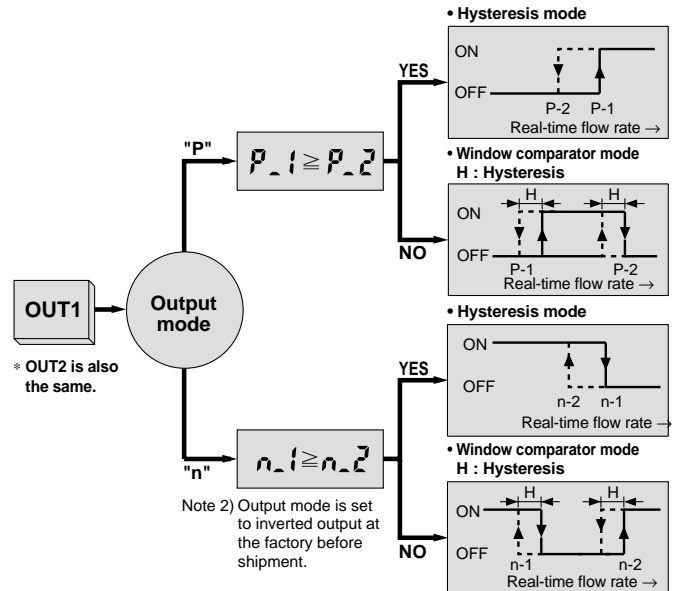 • Hysteresis mode
ON
OFF
P-2 P-1
Real-time flow rate →
YES
"P"
P_1 ≧ P_2
NO
• Window comparator mode
H : Hysteresis
H H
ON
OFF
P-1 P-2
Real-time flow rate →
OUT1
Output
mode
* OUT2 is also
the same.
• Hysteresis mode
ON
OFF
n-2 n-1
Real-time flow rate →
YES
"n"
n_1 ≧ n_2
NO
Note 2) Output mode is set
to inverted output at
the factory before
shipment.
• Window comparator mode
H : Hysteresis
H H
ON
OFF
n-1 n-2
Real-time flow rate →